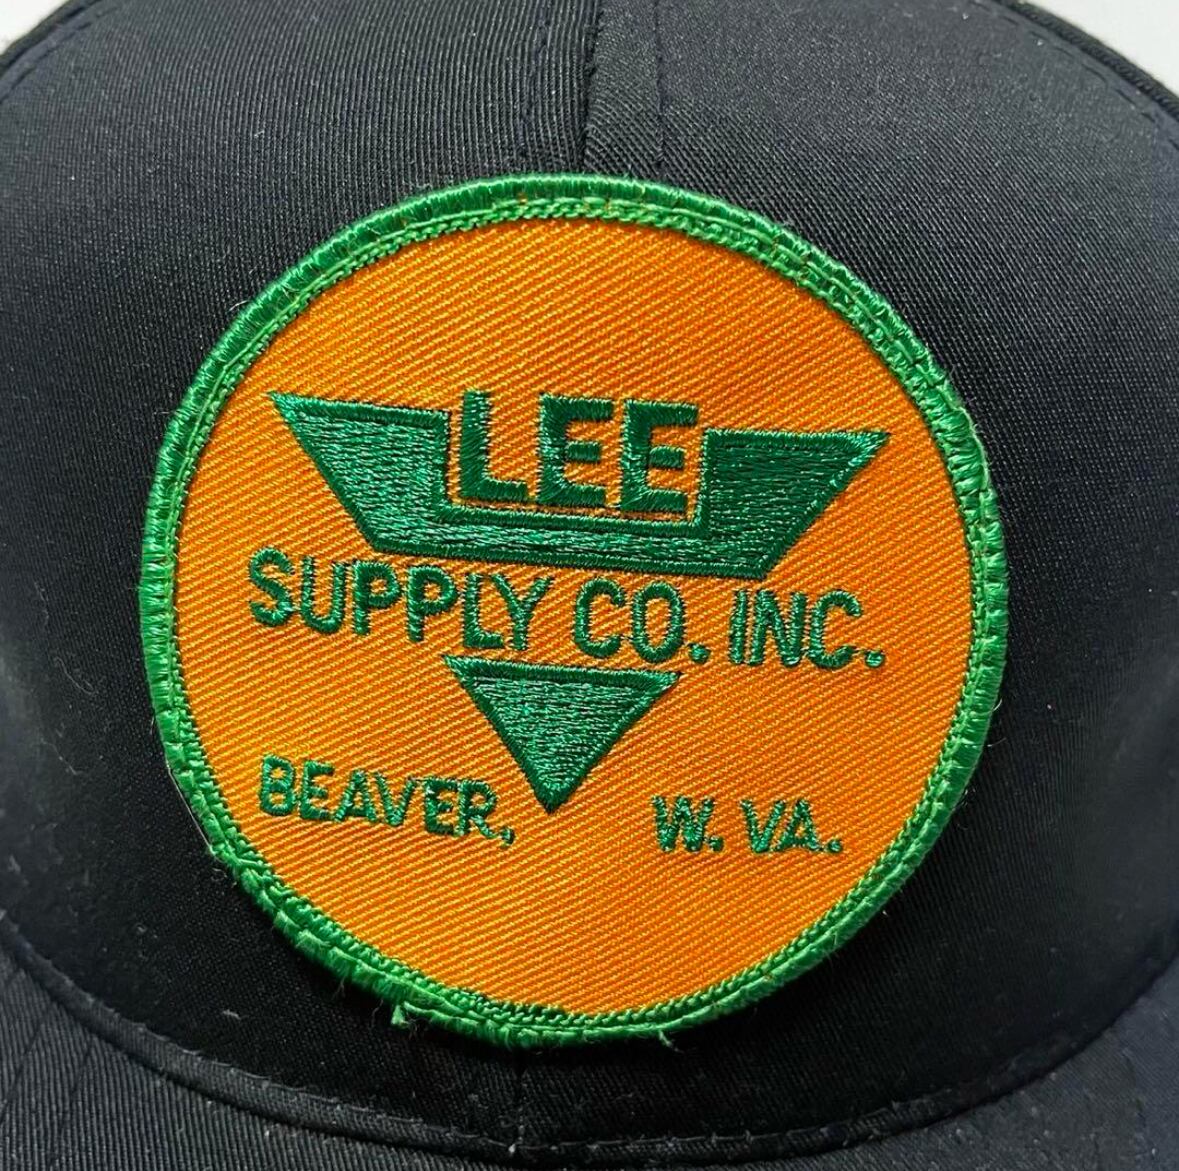 LEE
SUPPLY CO. INC.
BEAVER, W. VA.